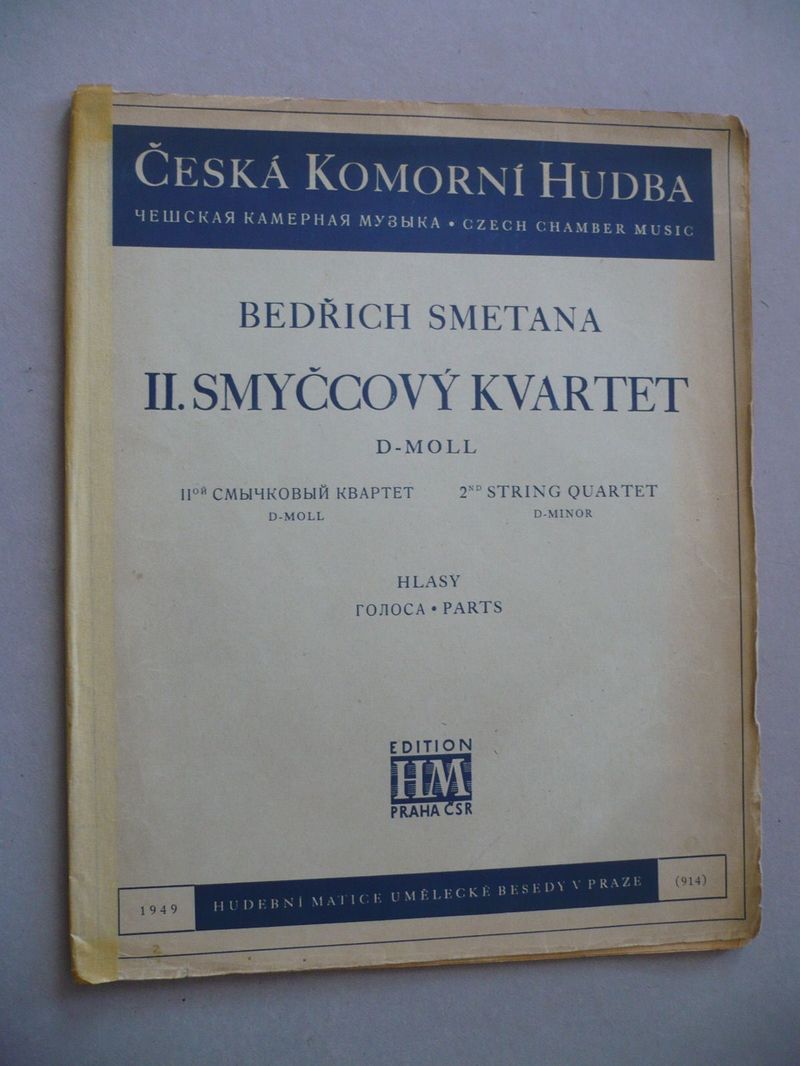 ČESKÁ KOMORNÍ HUDBA
ЧЕШСКАЯ КАМЕРНАЯ МУЗЫКА • CZECH CHAMBER MUSIC
BEDŘICH SMETANA
II. SMYČCOVÝ KVARTET
D-MOLL
IIОЙ СМЫЧКОВЫЙ КВАРТЕТ 2ND STRING QUARTET
D-MOLL D-MINOR
HLASY
ГОЛОСА • PARTS
EDITION
HM
PRAHA ČSR
1949 HUDEBNÍ MATICE UMĚLECKÉ BESEDY V PRAZE (914)